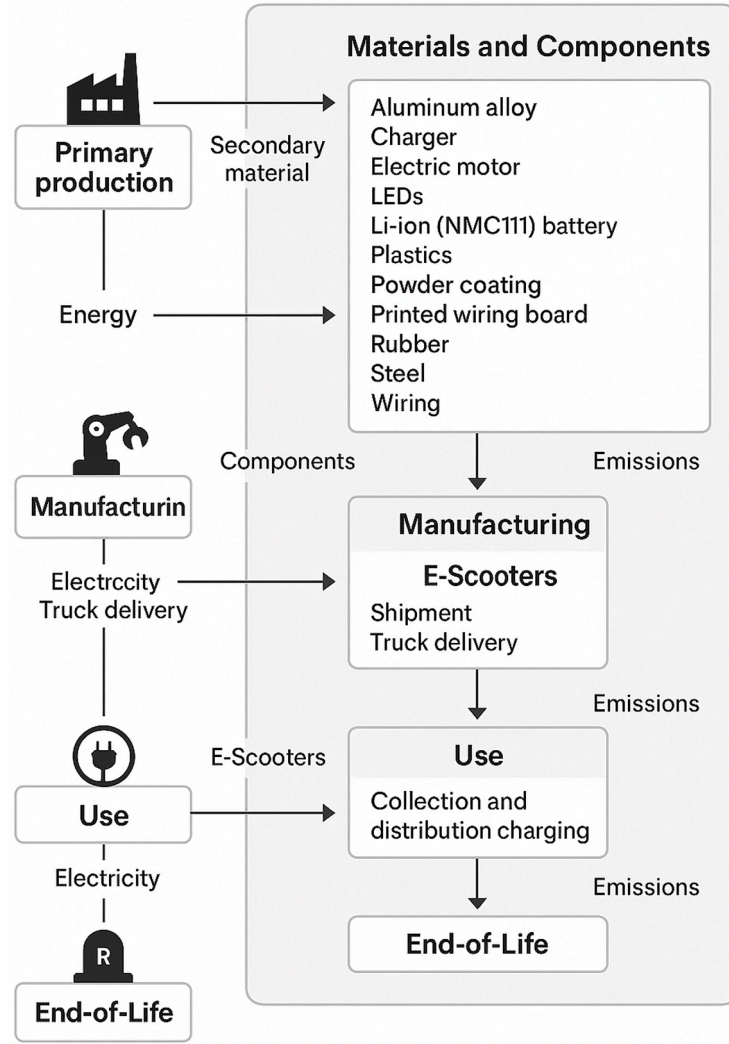 Materials and Components
Primary
production
Secondary
material
Aluminum alloy
Charger
Electric motor
LEDs
Li-ion (NMC111) battery
Plastics
Powder coating
Printed wiring board
Rubber
Steel
Wiring
Energy
Components
Emissions
Manufacturin
Manufacturing
E-Scooters
Shipment
Truck delivery
Electrccity
Truck delivery
Emissions
E-Scooters
Use
Use
Collection and
distribution charging
Electricity
Emissions
R
End-of-Life
End-of-Life